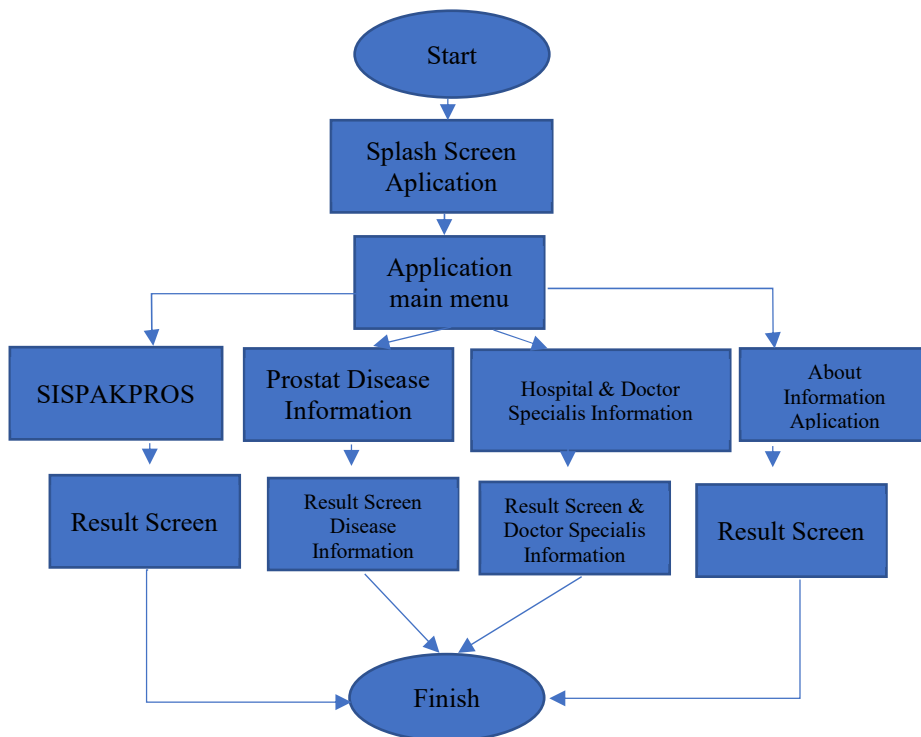 Start
Splash Screen
Aplication
Application
main menu
SISPAKPROS
Prostat Disease
Information
Hospital & Doctor
Specialis Information
About
Information
Aplication
Result Screen
Result Screen
Disease
Information
Result Screen &
Doctor Specialis
Information
Result Screen
Finish